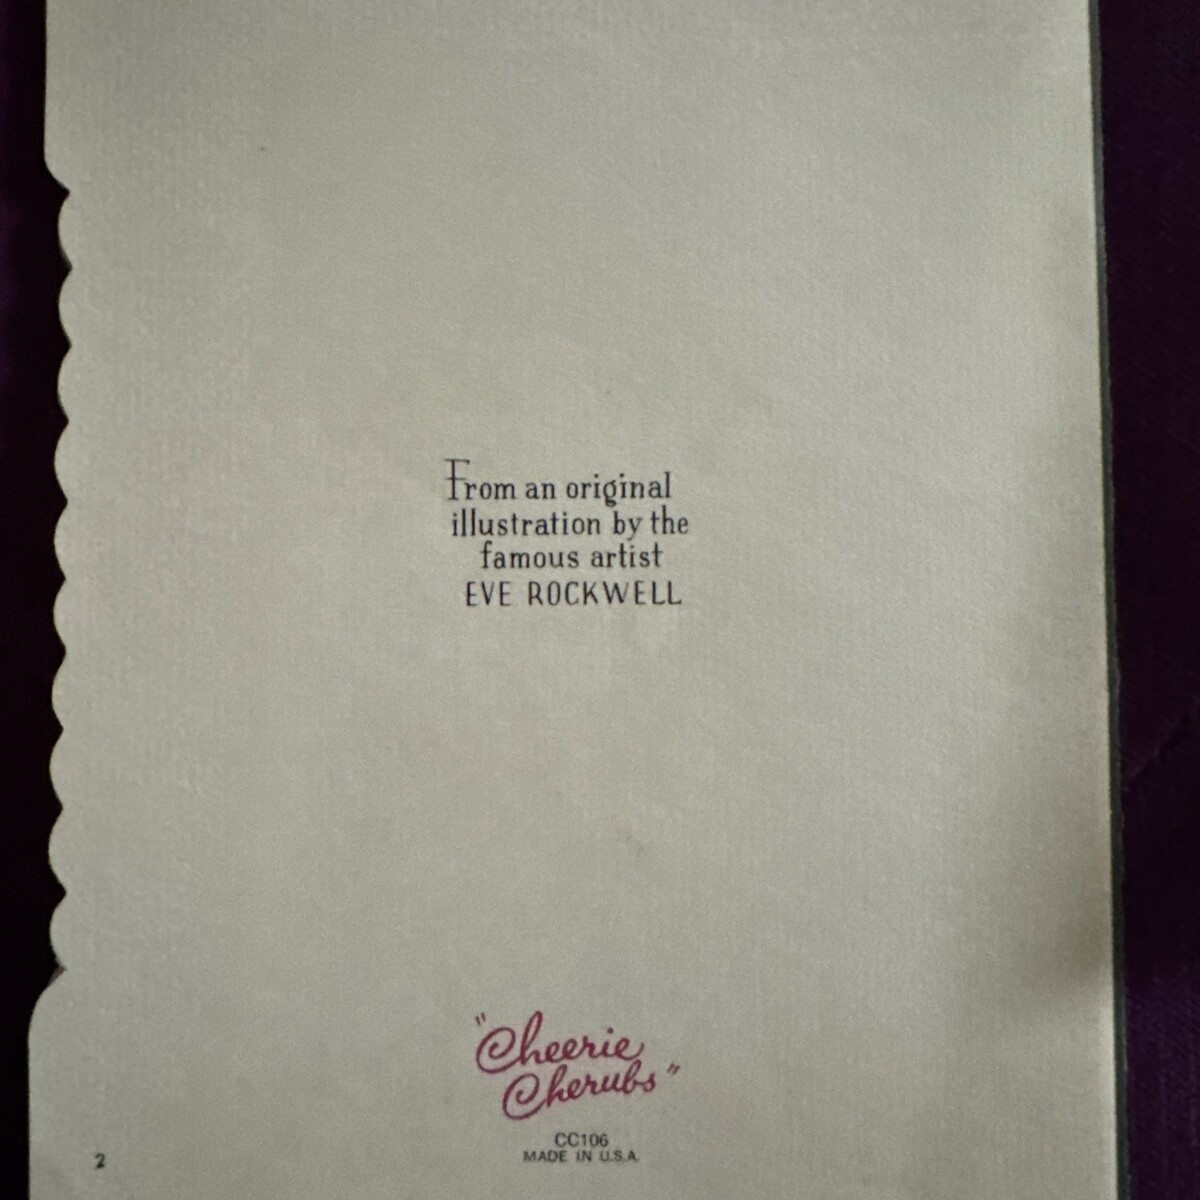 From an original
illustration by the
famous artist
EVE ROCKWELL
"Cheerie
Cherubs"
CC106
MADE IN U.S.A.
2